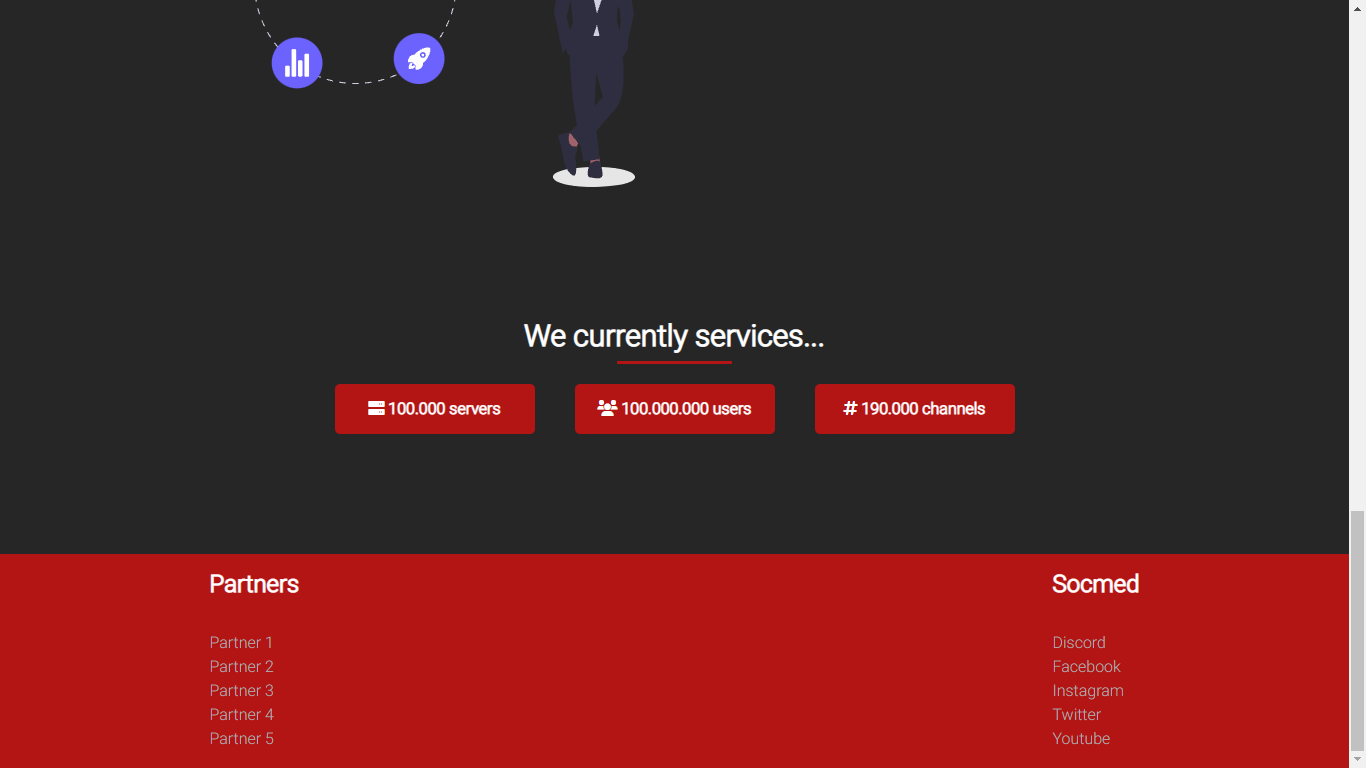 We currently services...
100.000 servers
100.000.000 users
190.000 channels
Partners
Partner 1
Partner 2
Partner 3
Partner 4
Partner 5
Socmed
Discord
Facebook
Instagram
Twitter
Youtube